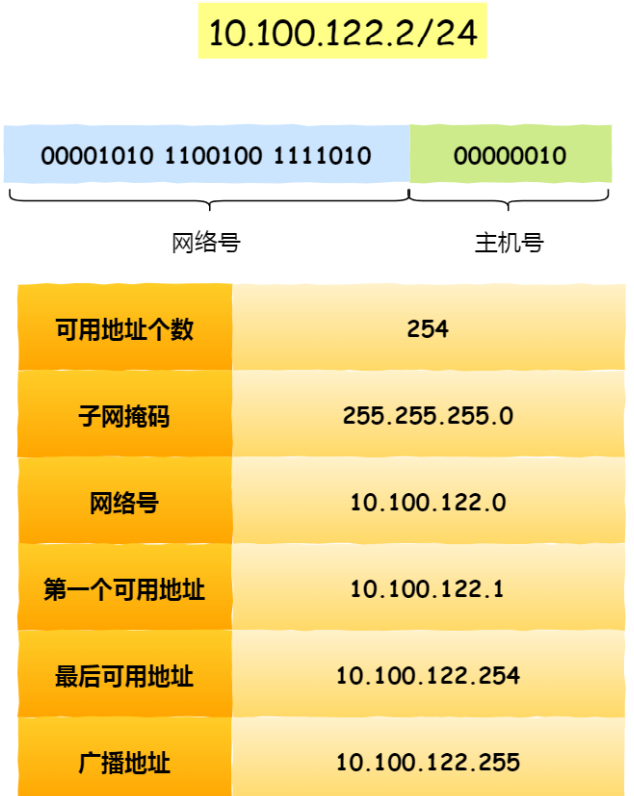 10.100.122.2/24
00001010 1100100 1111010 00000010
网络号 主机号
可用地址个数 254
子网掩码 255.255.255.0
网络号 10.100.122.0
第一个可用地址 10.100.122.1
最后可用地址 10.100.122.254
广播地址 10.100.122.255